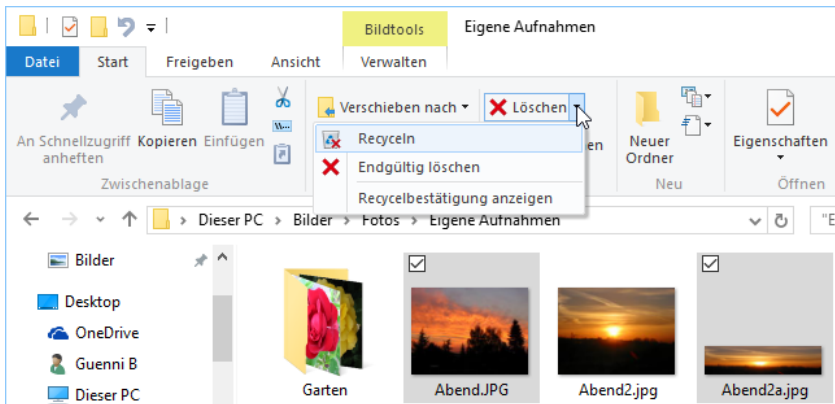 Bildtools
Eigene Aufnahmen
Datei
Start
Freigeben
Ansicht
Verwalten
An Schnellzugriff
anheften
Kopieren
Einfügen
Verschieben nach
Löschen
Recyceln
Endgültig löschen
Recycelbestätigung anzeigen
Neuer
Ordner
Eigenschaften
Zwischenablage
Neu
Öffnen
Dieser PC > Bilder > Fotos > Eigene Aufnahmen
Bilder
Desktop
OneDrive
Guenni B
Dieser PC
Garten
Abend.JPG
Abend2.jpg
Abend2a.jpg